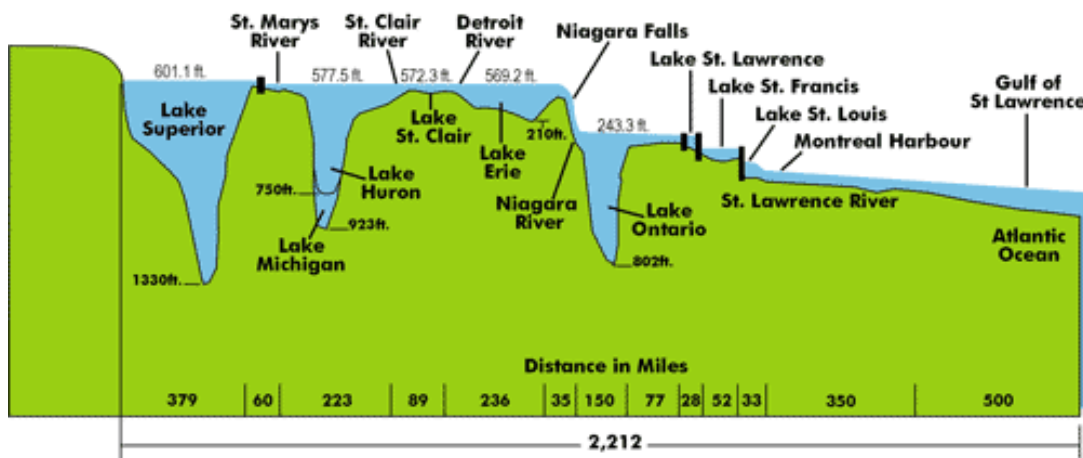 St. Marys
River
St. Clair
River
Detroit
River
Niagara Falls
Lake St. Lawrence
Lake St. Francis
Gulf of
St Lawrence
Lake St. Louis
Montreal Harbour
601.1 ft.
577.5 ft.
572.3 ft.
569.2 ft.
243.3 ft.
Lake
Superior
Lake
St. Clair
Lake
Erie
210ft.
Lake
Huron
750ft.
923ft.
Lake
Michigan
1330ft.
Niagara
River
Lake
Ontario
802ft.
St. Lawrence River
Atlantic
Ocean
Distance in Miles
379 60 223 89 236 35 150 77 28 52 33 350 500
2,212